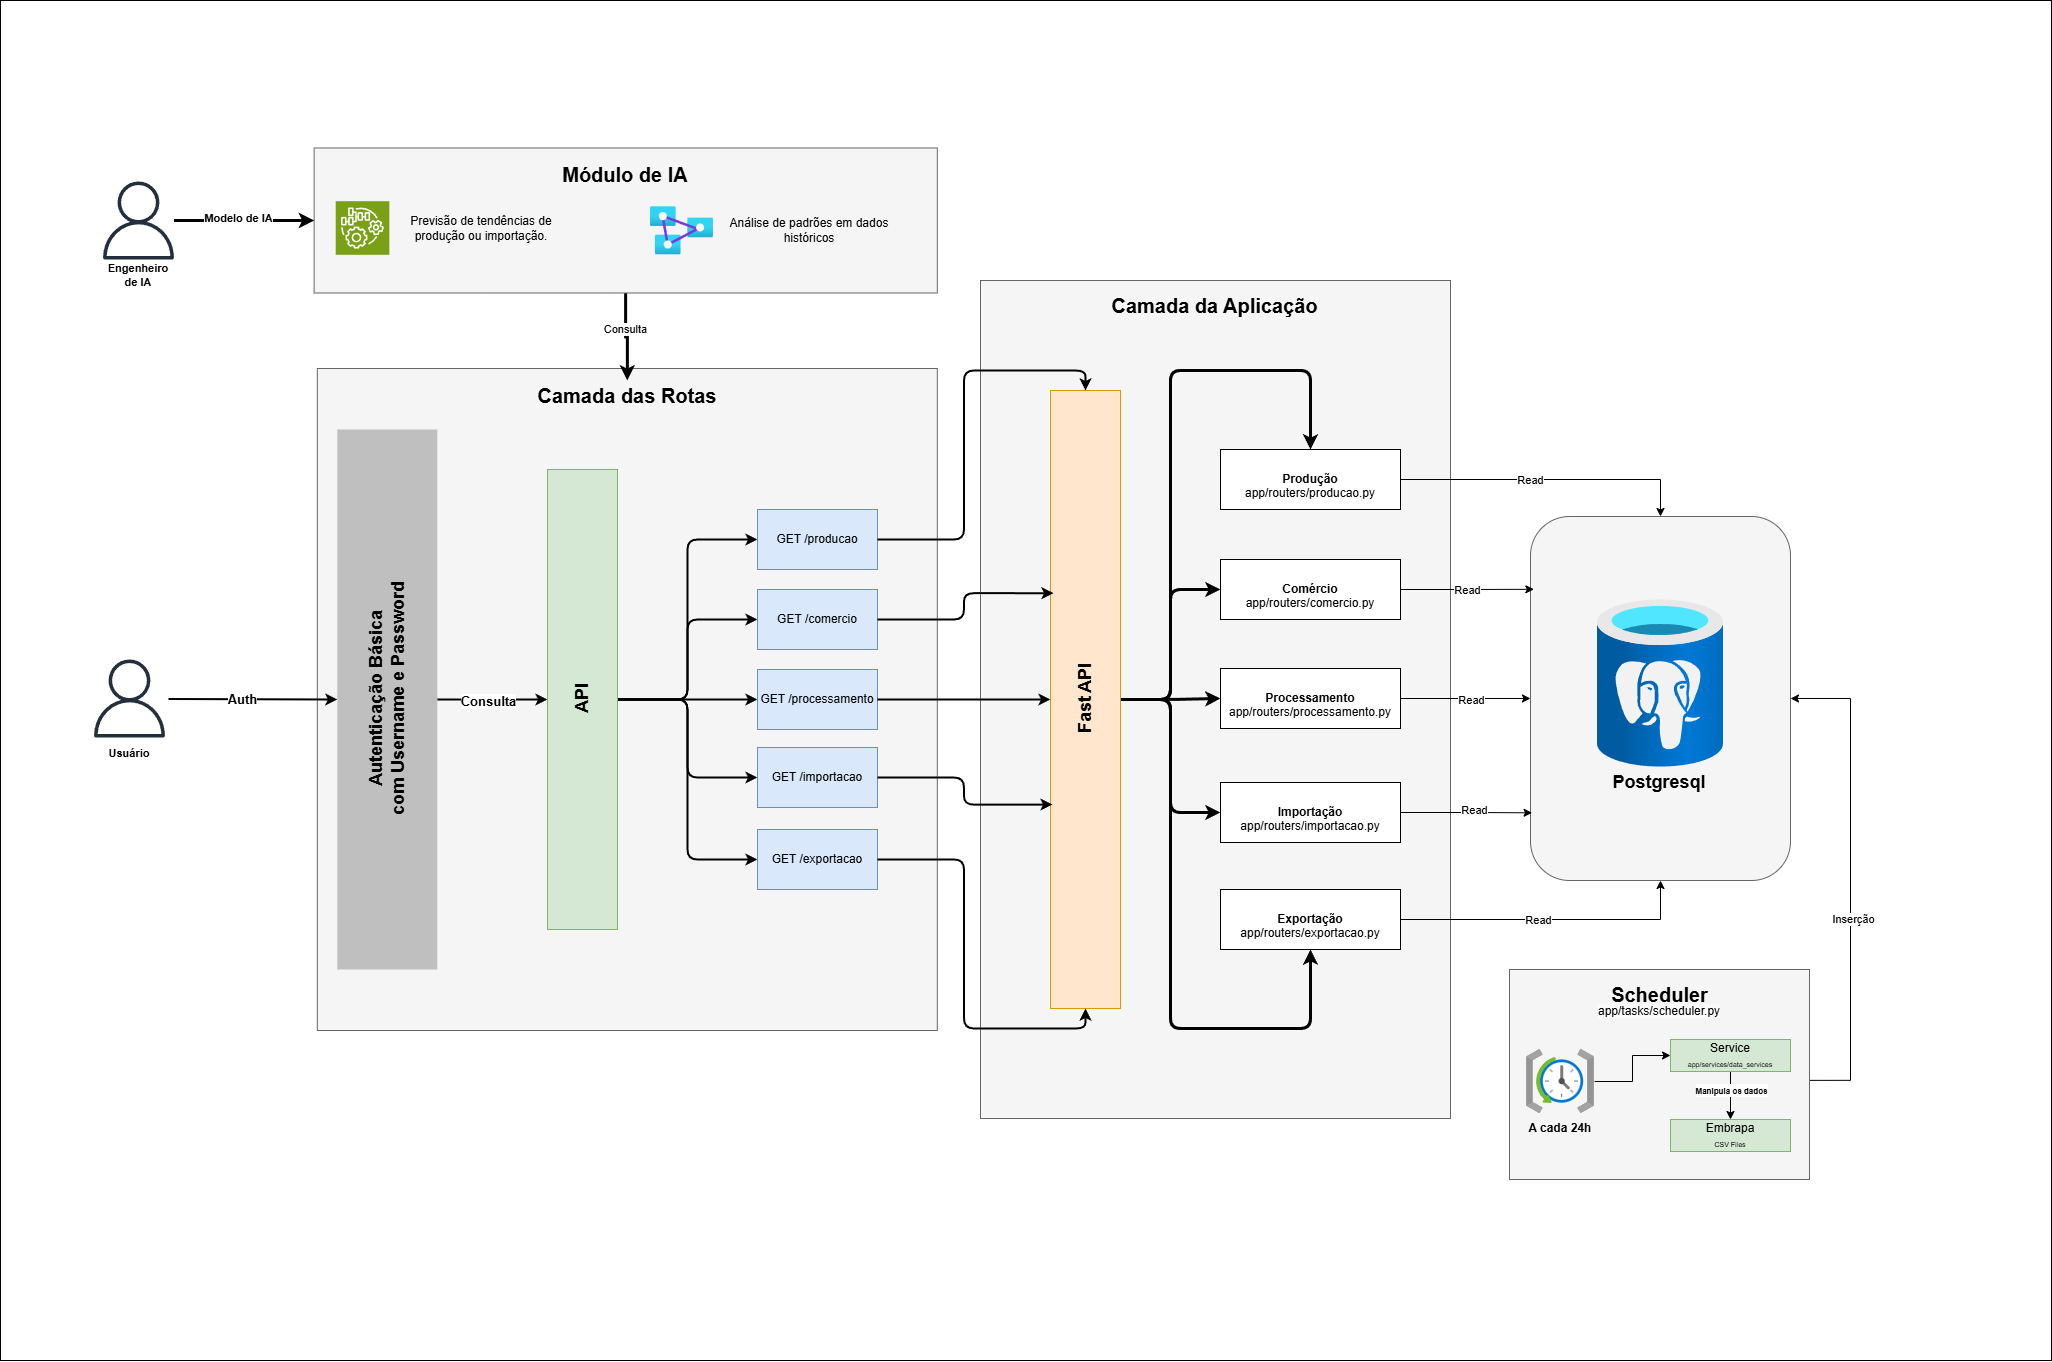 Módulo de IA
Previsão de tendências de
produção ou importação.
Análise de padrões em dados
históricos
Modelo de IA
Engenheiro
de IA
Consulta
Camada das Rotas
Autenticação Básica
com Username e Password
Auth
Usuário
Consulta
API
GET /producao
GET /comercio
GET /processamento
GET /importacao
GET /exportacao
Camada da Aplicação
Fast API
Produção
app/routers/producao.py
Comércio
app/routers/comercio.py
Processamento
app/routers/processamento.py
Importação
app/routers/importacao.py
Exportação
app/routers/exportacao.py
Read
Read
Read
Read
Read
Postgresql
Inserção
Scheduler
app/tasks/scheduler.py
A cada 24h
Service
app/services/data_services
Manipula os dados
Embrapa
CSV Files